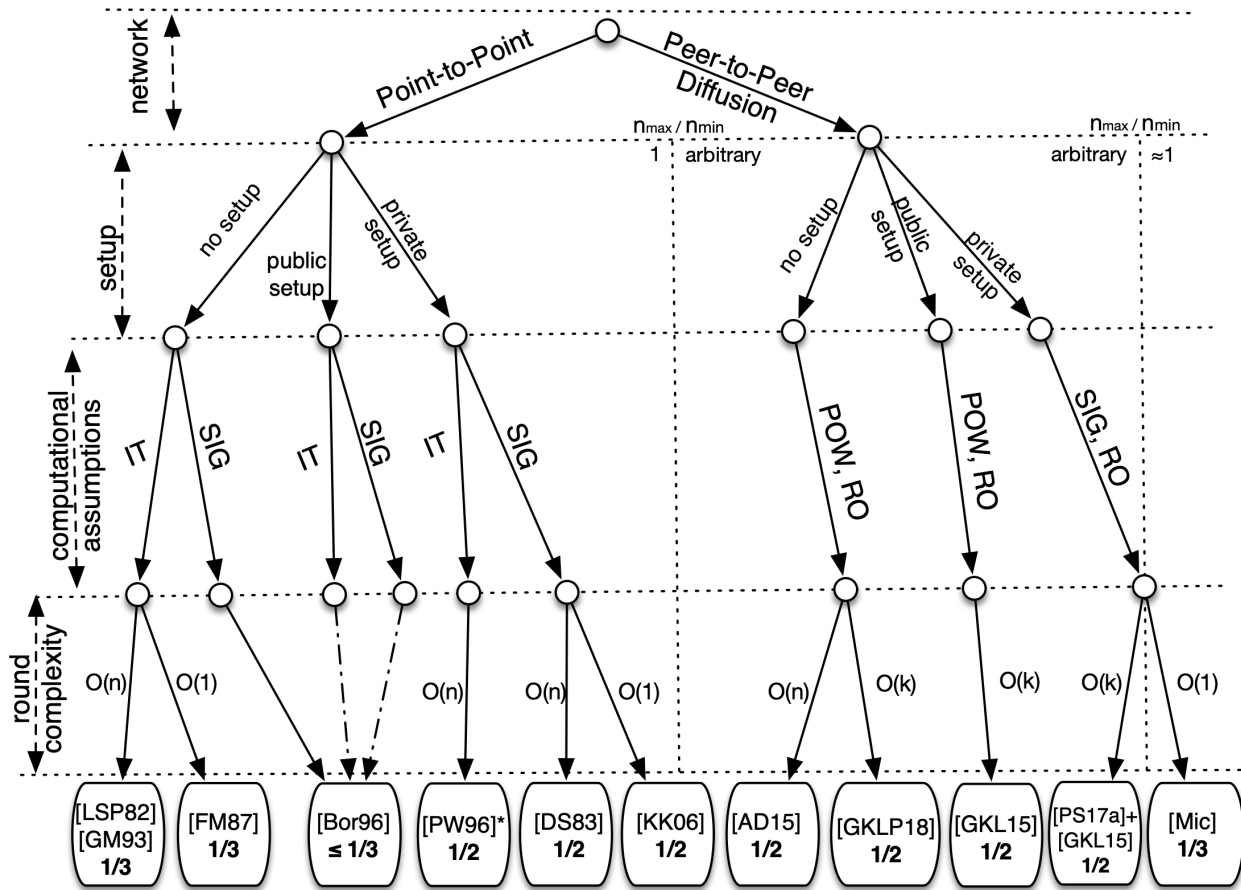 network
Point-to-Point
Peer-to-Peer
Diffusion
nmax / nmin
1
arbitrary
nmax / nmin
arbitrary
≈1
setup
no setup
public
setup
private
setup
no setup
public
setup
private
setup
computational
assumptions
IT
SIG
IT
SIG
IT
SIG
POW, RO
POW, RO
SIG, RO
round
complexity
O(n)
O(1)
O(n)
O(n)
O(1)
O(n)
O(k)
O(k)
O(k)
O(1)
[LSP82]
[GM93]
1/3
[FM87]
1/3
[Bor96]
≤ 1/3
[PW96]*
1/2
[DS83]
1/2
[KK06]
1/2
[AD15]
1/2
[GKLP18]
1/2
[GKL15]
1/2
[PS17a]+
[GKL15]
1/2
[Mic]
1/3